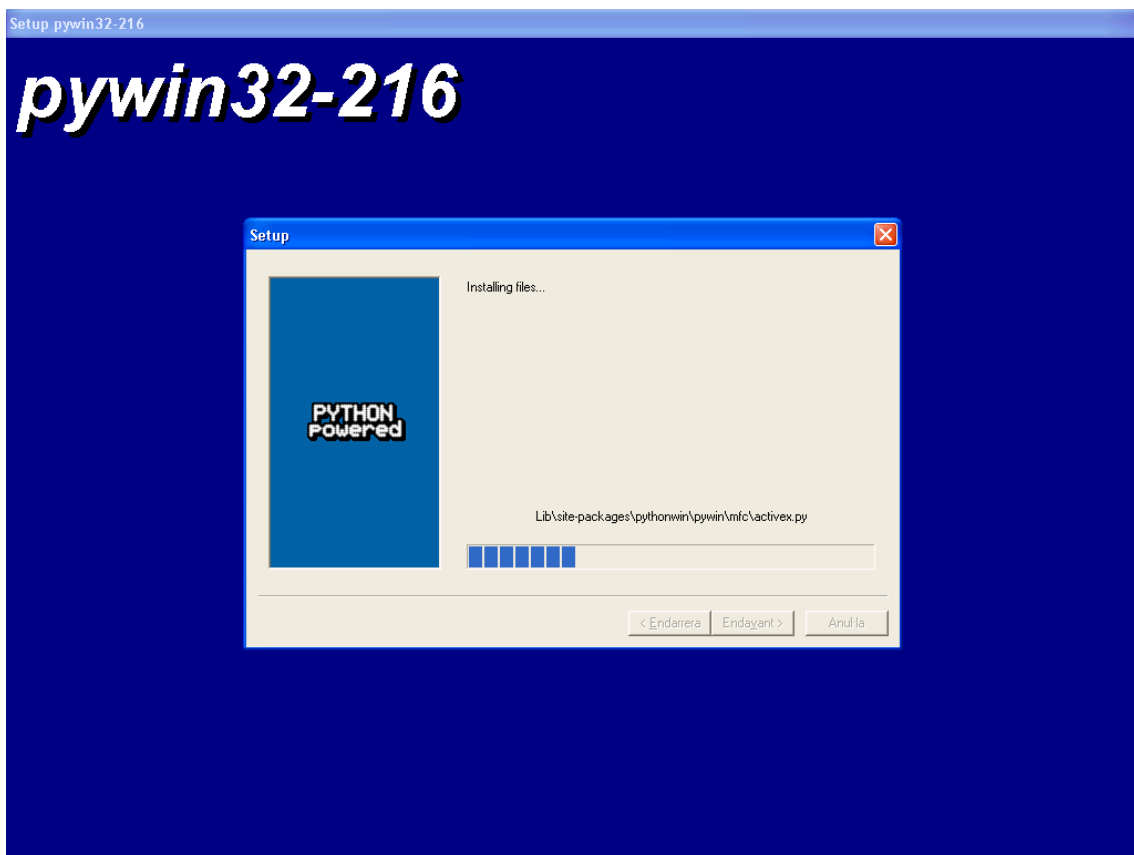 Setup pywin32-216
pywin32-216
Setup
Installing files...
PYTHON
Powered
Lib\site-packages\pythonwin\pywin\mfc\activex.py
< Endarrera
Endavant >
Anul·la